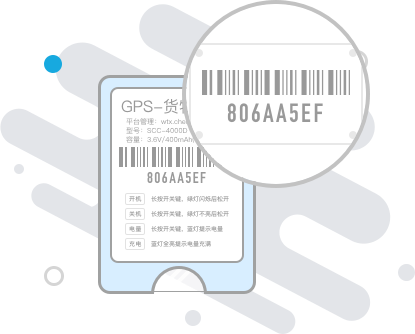 GPS-货
平台管理：wtx.che
型号：SCC-4000D
容量：3.6V/400mAh
806AA5EF
806AA5EF
开机 长按开关键，绿灯闪烁后松开
关机 长按开关键，绿灯不亮后松开
电量 长按开关键，蓝灯提示电量
充电 蓝灯全亮提示电量充满